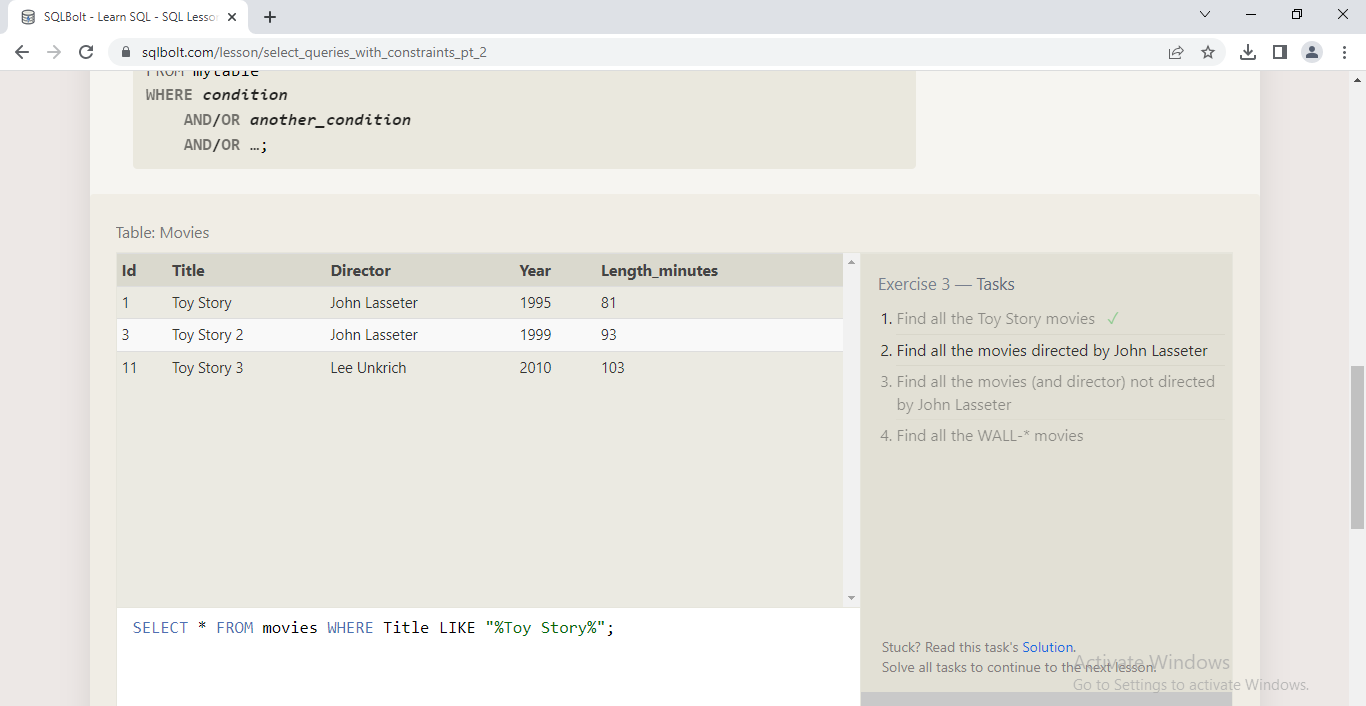 SQLBolt - Learn SQL - SQL Lesson
sqlbolt.com/lesson/select_queries_with_constraints_pt_2
FROM mytable
WHERE condition
AND/OR another_condition
AND/OR …;
Table: Movies
Id Title Director Year Length_minutes
1 Toy Story John Lasseter 1995 81
3 Toy Story 2 John Lasseter 1999 93
11 Toy Story 3 Lee Unkrich 2010 103
SELECT * FROM movies WHERE Title LIKE "%Toy Story%";
Exercise 3 — Tasks
1. Find all the Toy Story movies ✓
2. Find all the movies directed by John Lasseter
3. Find all the movies (and director) not directed
by John Lasseter
4. Find all the WALL-* movies
Stuck? Read this task's Solution.
Solve all tasks to continue to the next lesson.
Activate Windows
Go to Settings to activate Windows.